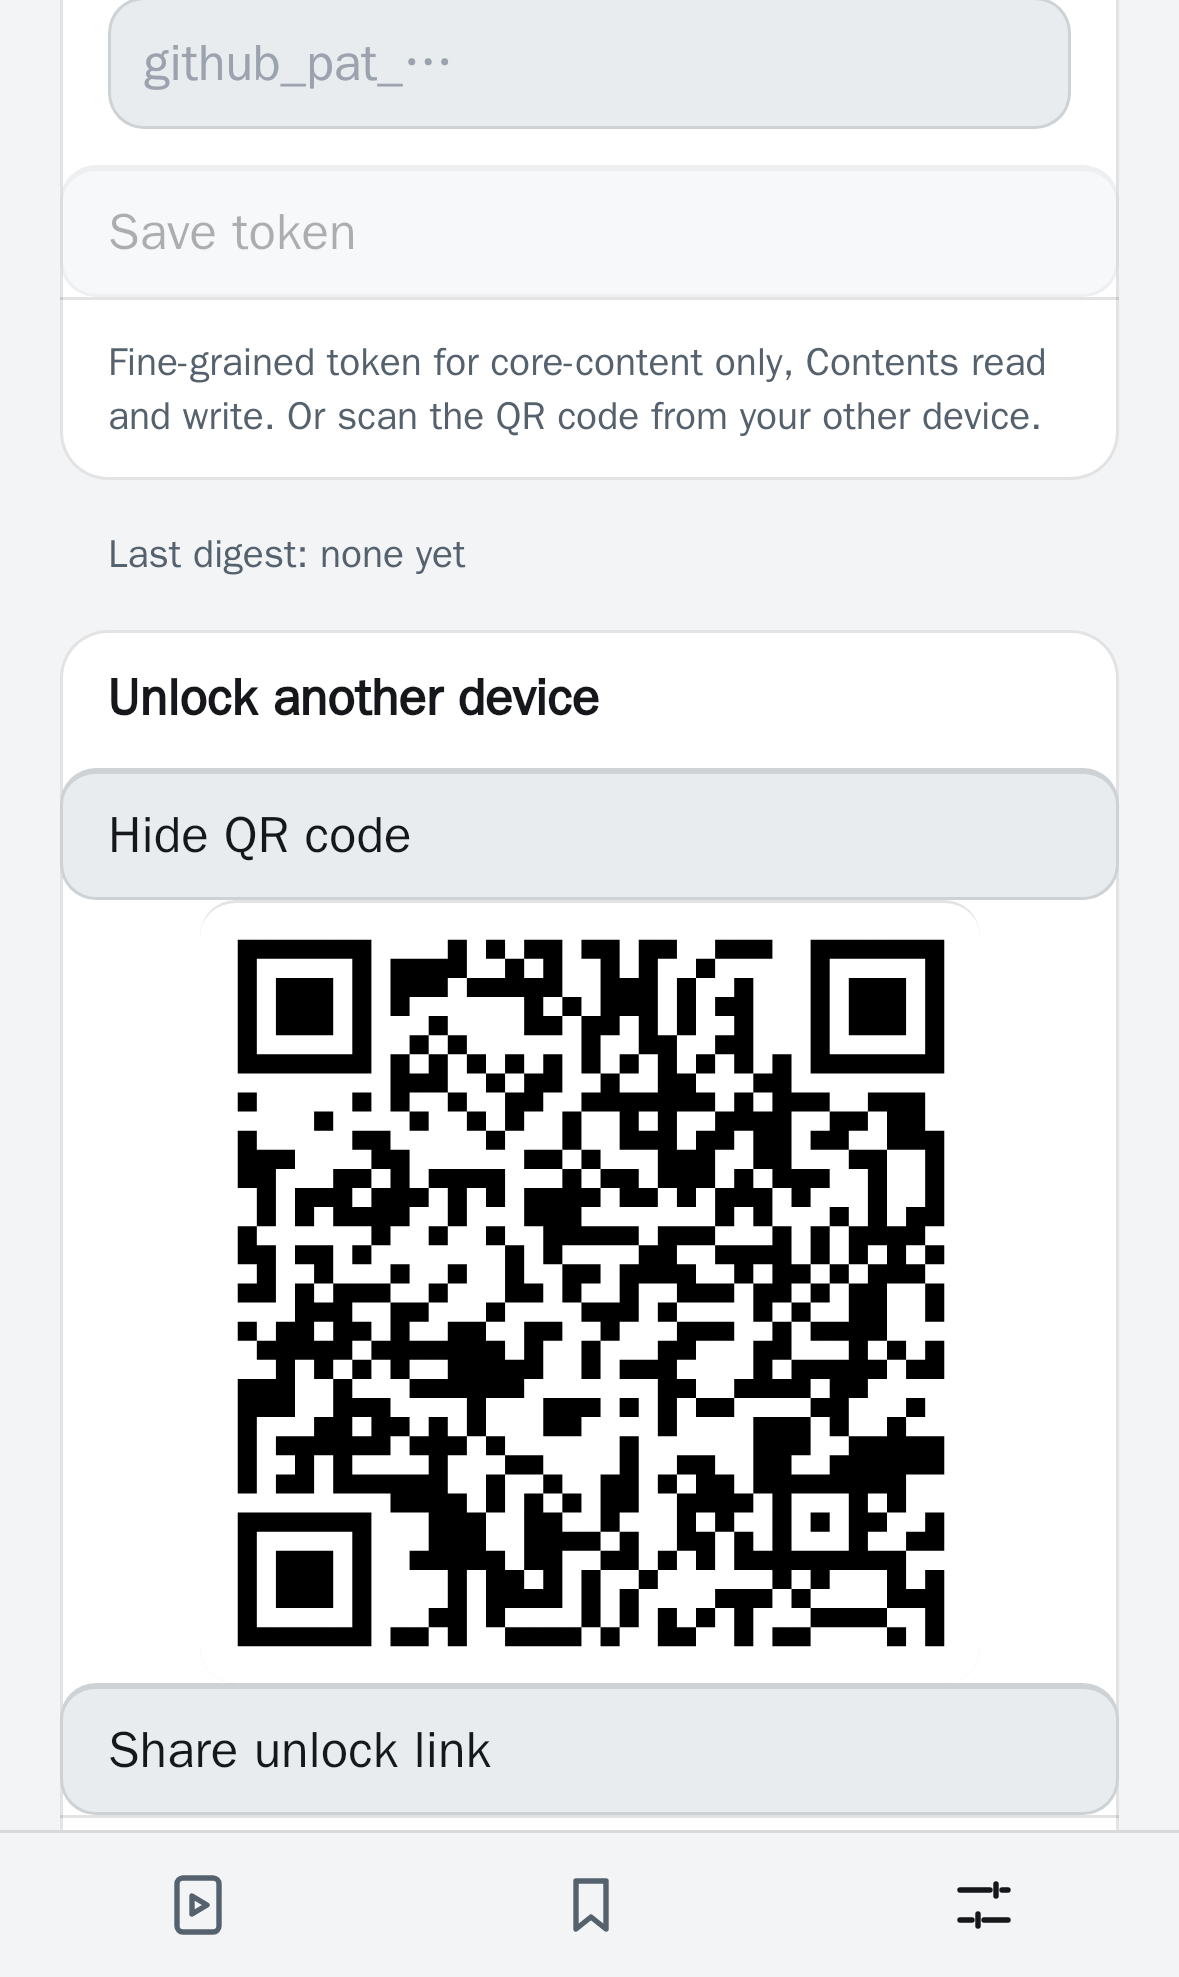 github_pat_…
Save token
Fine-grained token for core-content only, Contents read
and write. Or scan the QR code from your other device.
Last digest: none yet
Unlock another device
Hide QR code
Share unlock link